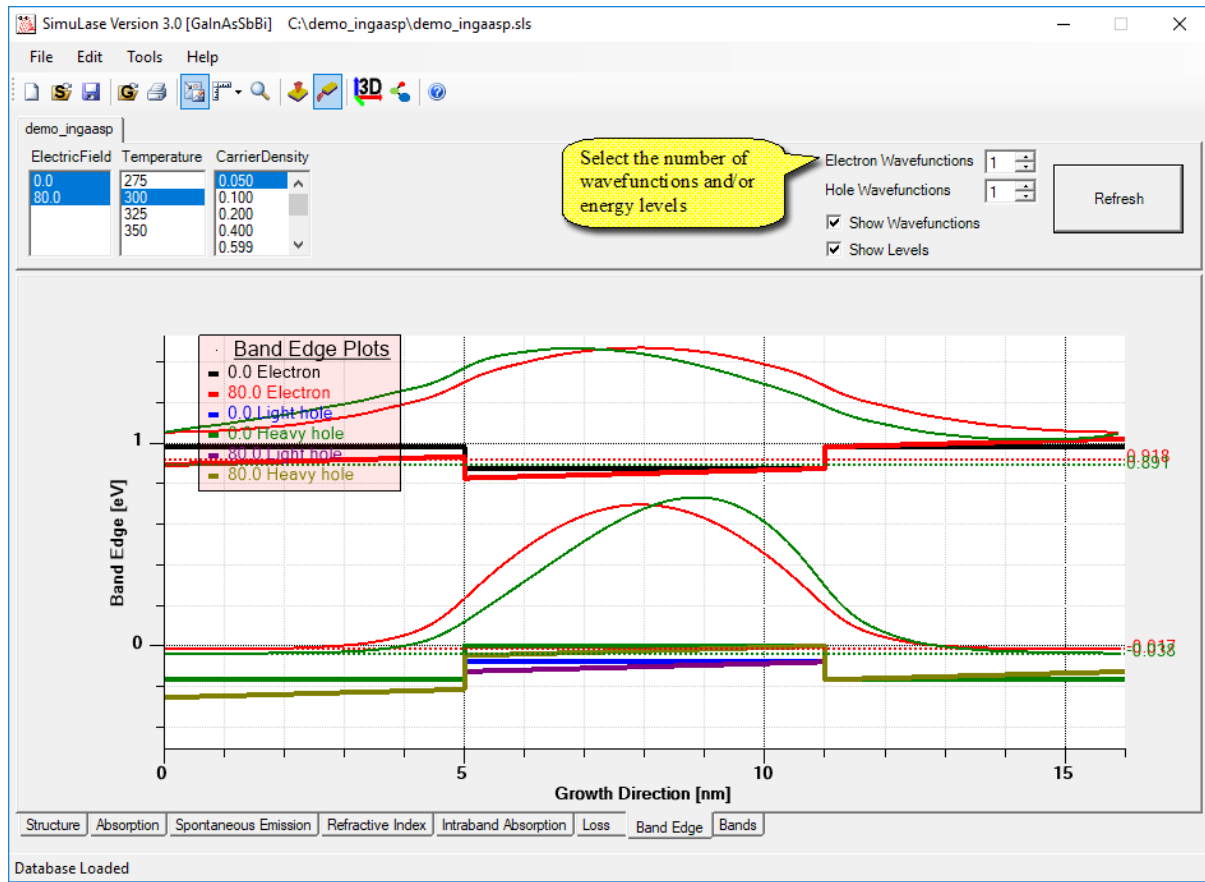 SimuLase Version 3.0 [GaInAsSbBi] C:\demo_ingaasp\demo_ingaasp.sls
File Edit Tools Help
3D
demo_ingaasp
ElectricField Temperature CarrierDensity
0.0 275 0.050
80.0 300 0.100
325 0.200
350 0.400
0.599
Select the number of
wavefunctions and/or
energy levels
Electron Wavefunctions 1
Hole Wavefunctions 1
Show Wavefunctions
Show Levels
Refresh
Band Edge Plots
0.0 Electron
80.0 Electron
0.0 Light hole
0.0 Heavy hole
80.0 Light hole
80.0 Heavy hole
1
0.918
0.891
Band Edge [eV]
0
-0.017
-0.038
0 5 10 15
Growth Direction [nm]
Structure Absorption Spontaneous Emission Refractive Index Intraband Absorption Loss Band Edge Bands
Database Loaded